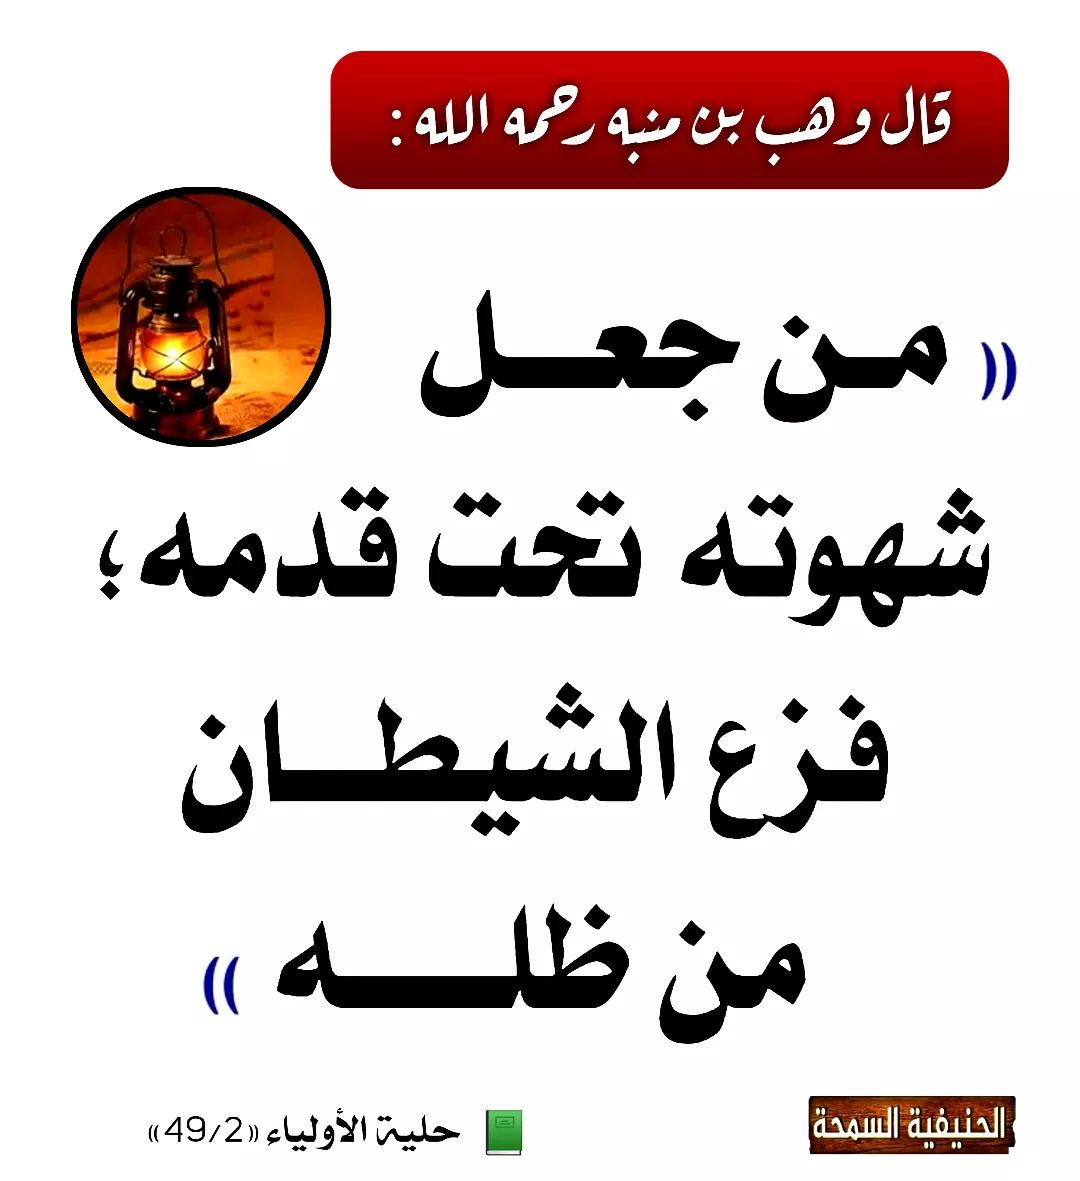 قال وهب بن منبه رحمه الله :
(( من جعل
شهوته تحت قدمه؛
فزع الشيطان
من ظله ))
حلية الأولياء ((49/2))
الحنيفية السمحة